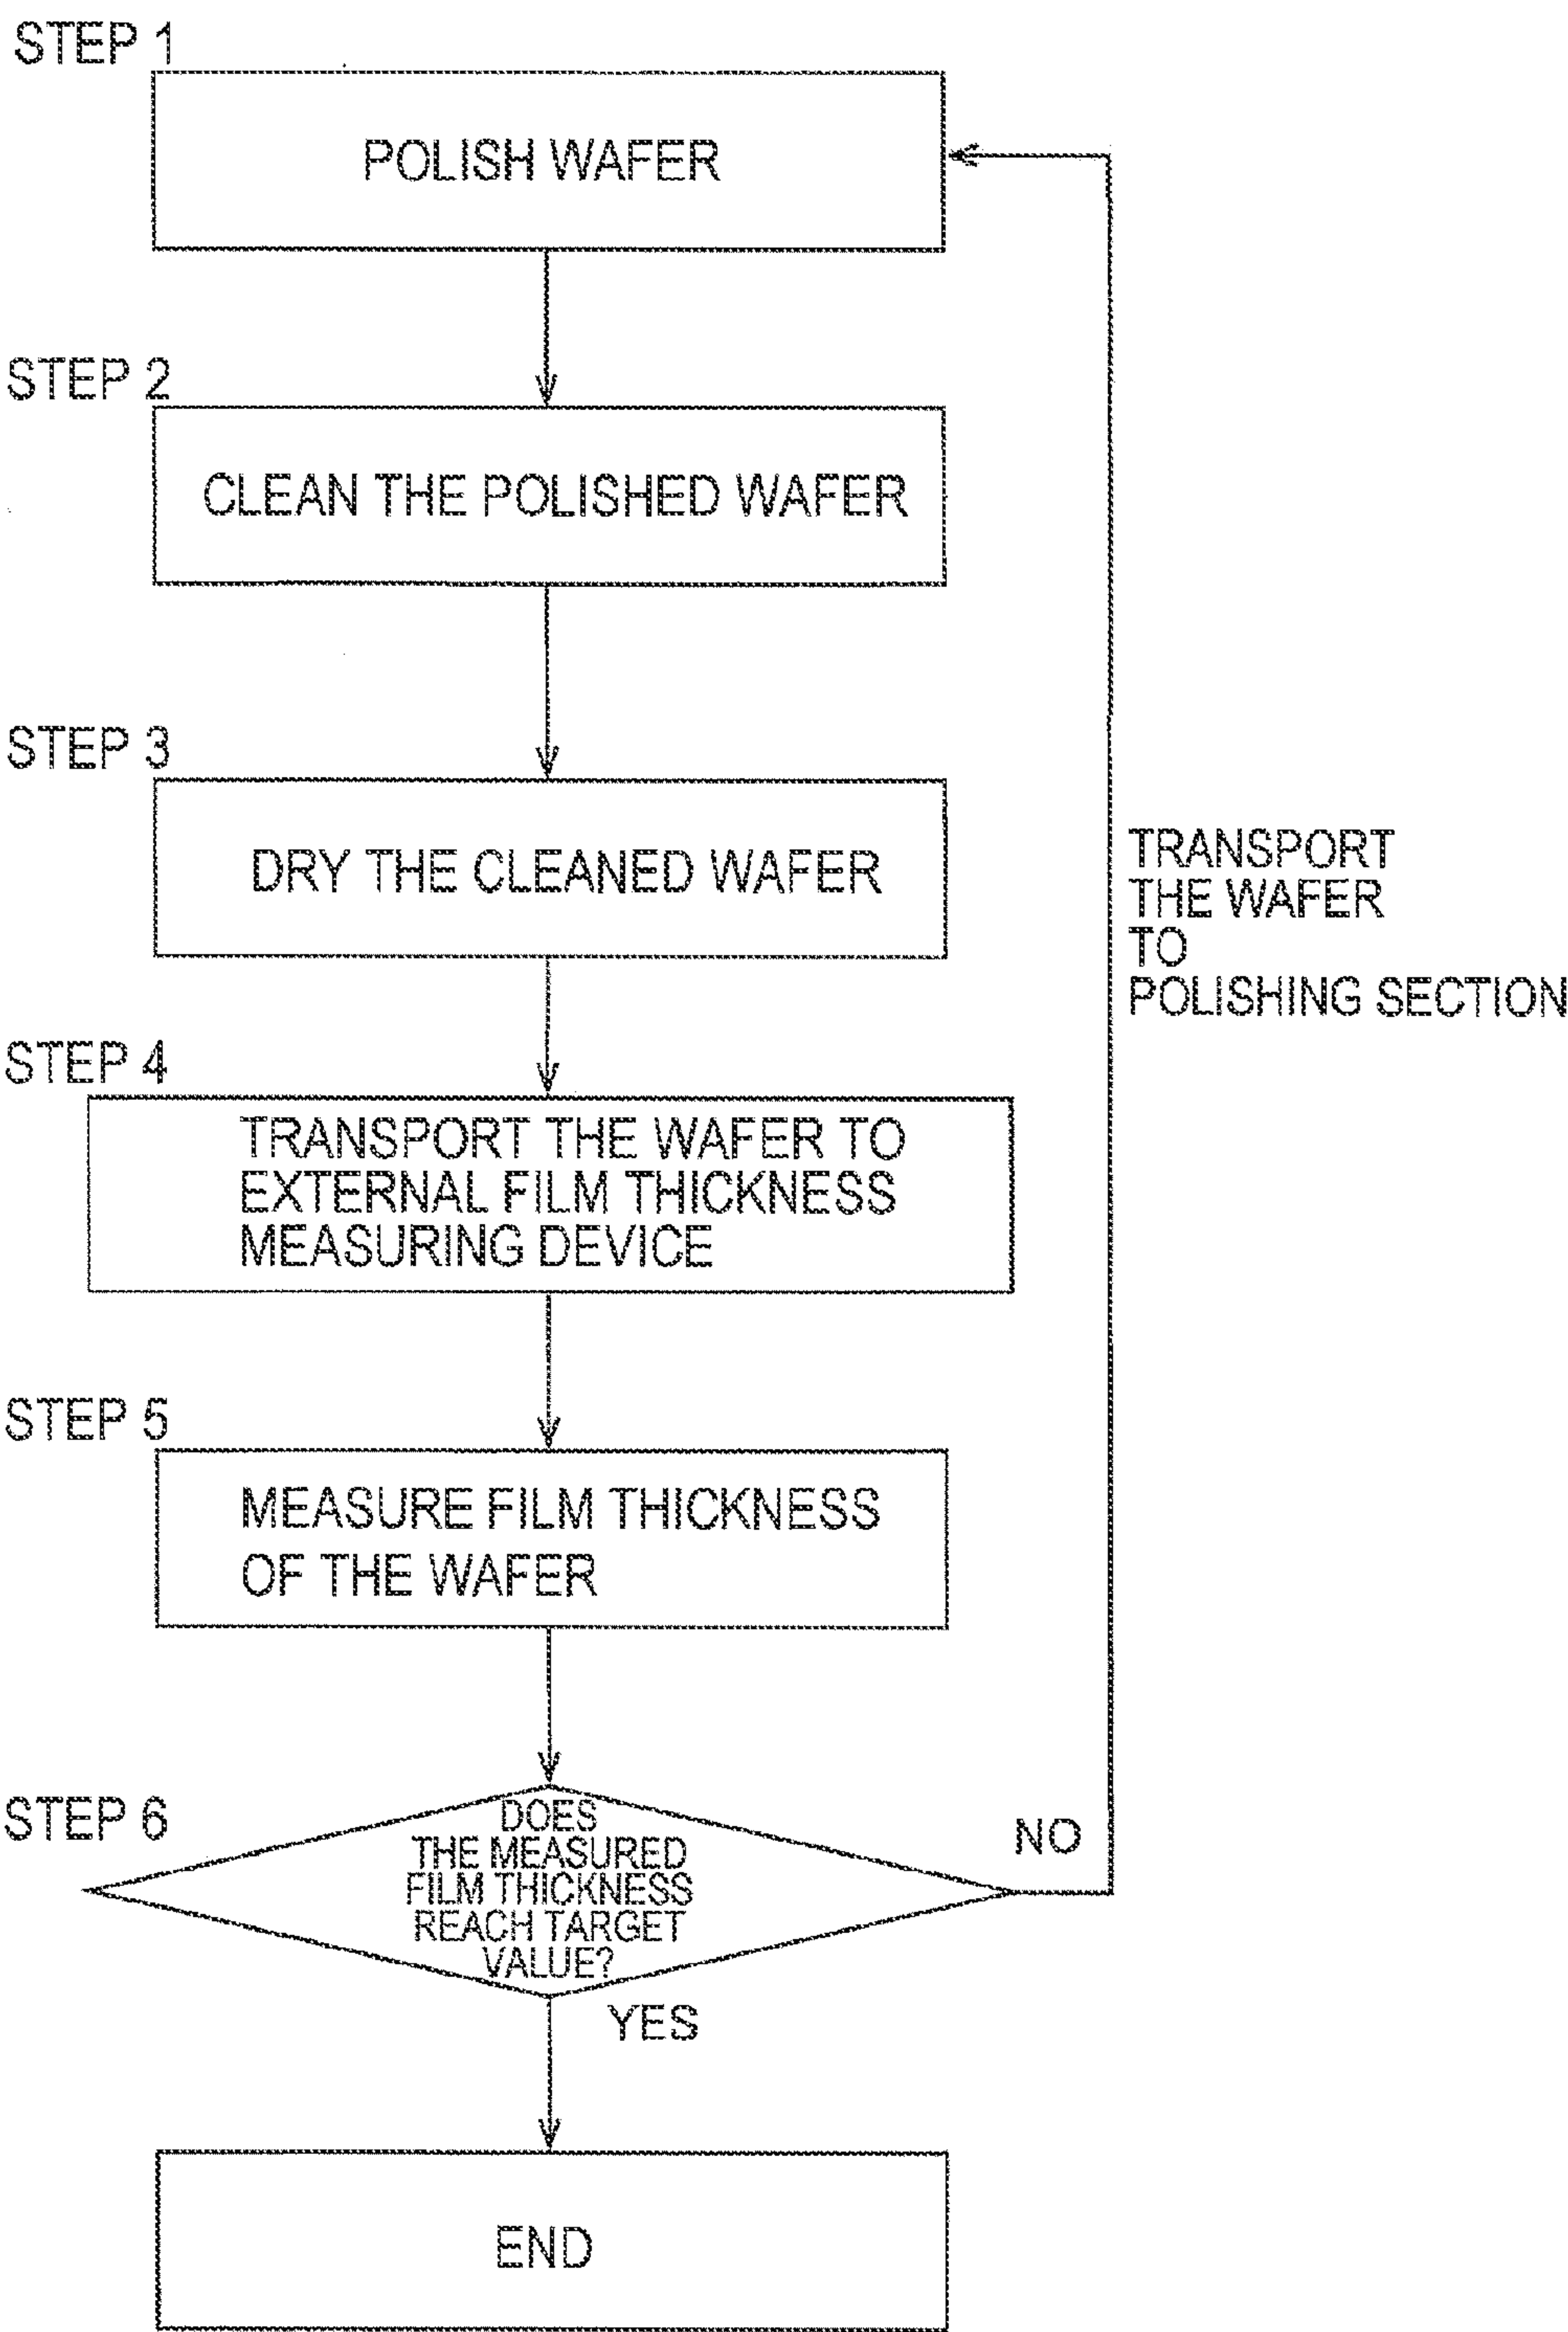 STEP 1
POLISH WAFER
STEP 2
CLEAN THE POLISHED WAFER
STEP 3
DRY THE CLEANED WAFER
TRANSPORT
THE WAFER
TO
POLISHING SECTION
STEP 4
TRANSPORT THE WAFER TO
EXTERNAL FILM THICKNESS
MEASURING DEVICE
STEP 5
MEASURE FILM THICKNESS
OF THE WAFER
STEP 6
DOES
THE MEASURED
FILM THICKNESS
REACH TARGET
VALUE?
NO
YES
END